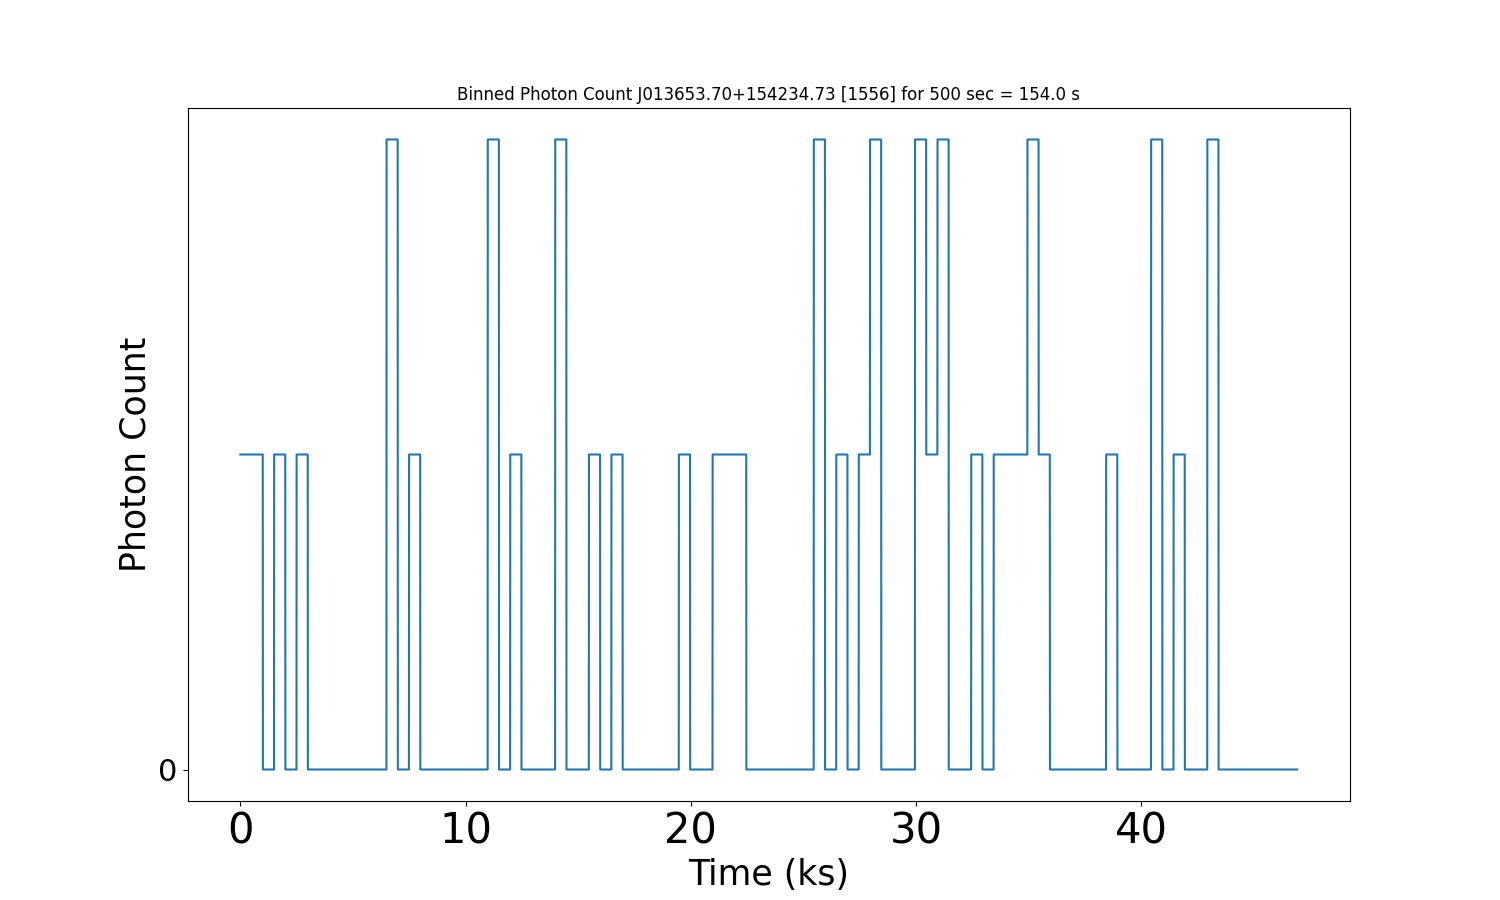 Binned Photon Count J013653.70+154234.73 [1556] for 500 sec = 154.0 s
Photon Count
0
0 10 20 30 40
Time (ks)